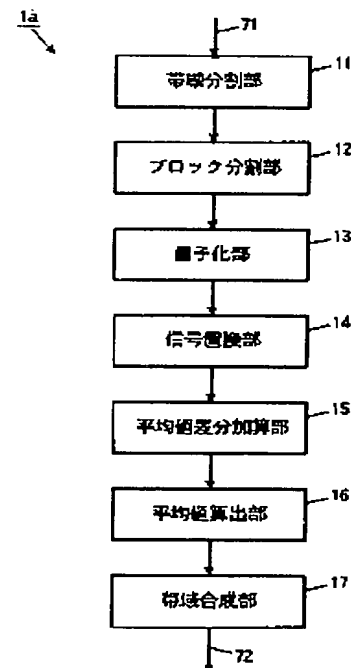 1a
71
帯域分割部
11
ブロック分割部
12
量子化部
13
信号置換部
14
平均値差分加算部
15
平均値算出部
16
帯域合成部
17
72